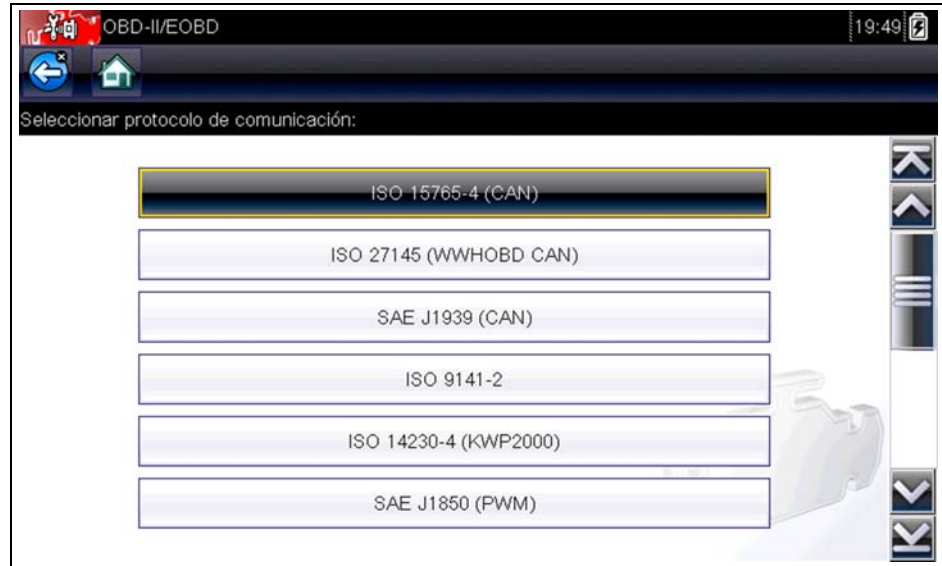 OBD-II/EOBD 19:49
Seleccionar protocolo de comunicación:
ISO 15765-4 (CAN)
ISO 27145 (WWHOBD CAN)
SAE J1939 (CAN)
ISO 9141-2
ISO 14230-4 (KWP2000)
SAE J1850 (PWM)